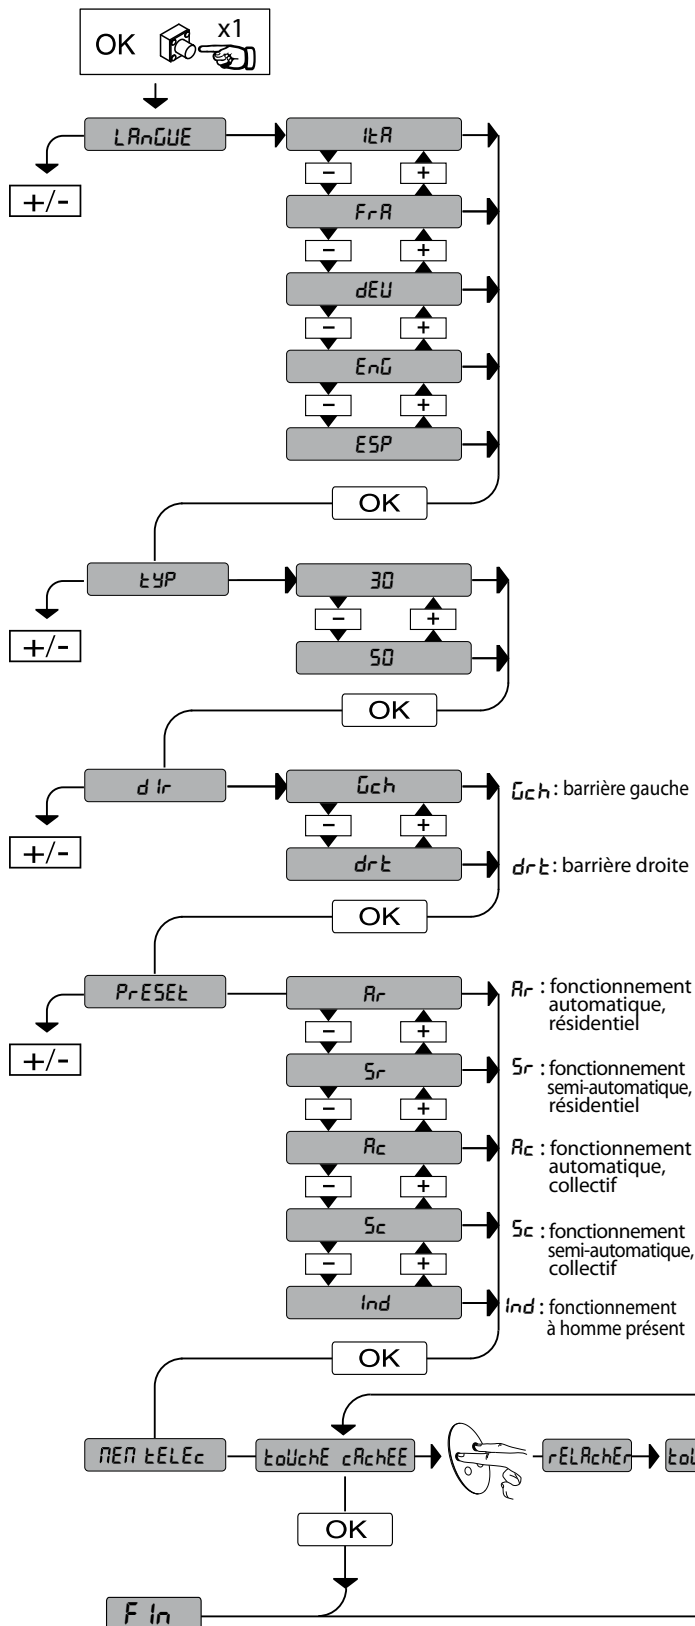 OK x1
LAnGUE ItA
+/-
- +
FrA
- +
dEU
- +
EnG
- +
ESP
OK
tYP 30
+/-
- +
50
OK
dIr Gch Gch : barrière gauche
+/-
- +
drt drt : barrière droite
OK
PrESEt Ar Ar : fonctionnement
automatique,
résidentiel
+/-
- +
Sr Sr : fonctionnement
semi-automatique,
résidentiel
- +
Ac Ac : fonctionnement
automatique,
collectif
- +
Sc Sc : fonctionnement
semi-automatique,
collectif
- +
Ind Ind : fonctionnement
à homme présent
OK
MEM tELEc toUchE cAchEE rELAchEr toU
OK
FIn